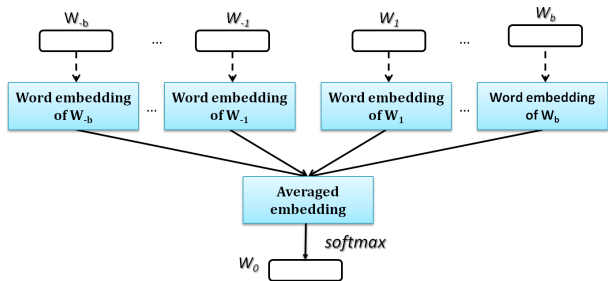 W-b W-1 W1 Wb
... ...
Word embedding of W-b ... Word embedding of W-1 Word embedding of W1 ... Word embedding of Wb
Averaged
embedding
softmax
W0